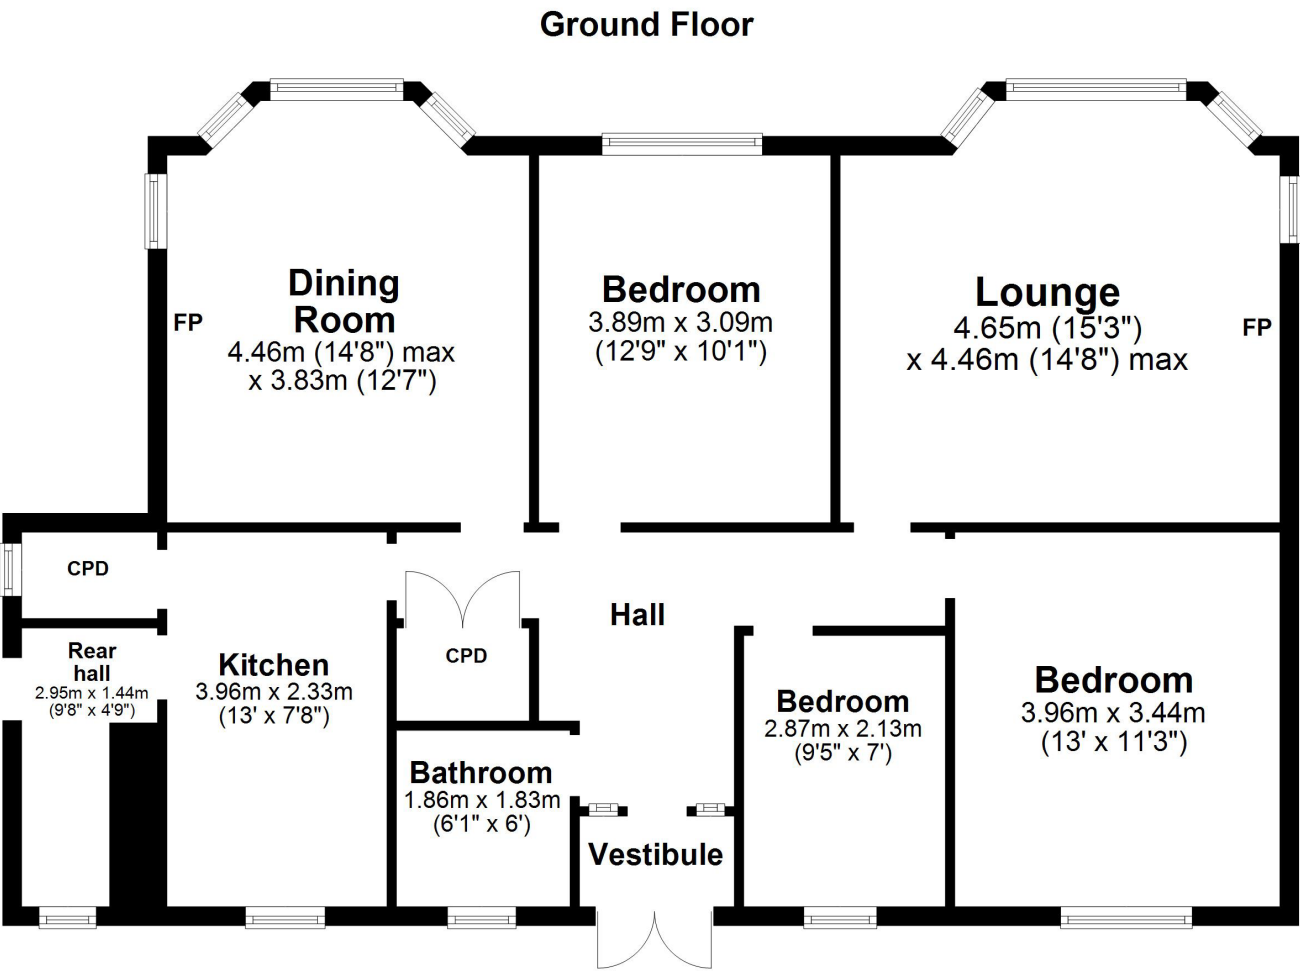 Ground Floor
Dining
Room
4.46m (14'8") max
x 3.83m (12'7")
FP
Bedroom
3.89m x 3.09m
(12'9" x 10'1")
Lounge
4.65m (15'3")
x 4.46m (14'8") max
FP
CPD
Rear
hall
2.95m x 1.44m
(9'8" x 4'9")
Kitchen
3.96m x 2.33m
(13' x 7'8")
CPD
Hall
Bathroom
1.86m x 1.83m
(6'1" x 6')
Vestibule
Bedroom
2.87m x 2.13m
(9'5" x 7')
Bedroom
3.96m x 3.44m
(13' x 11'3")